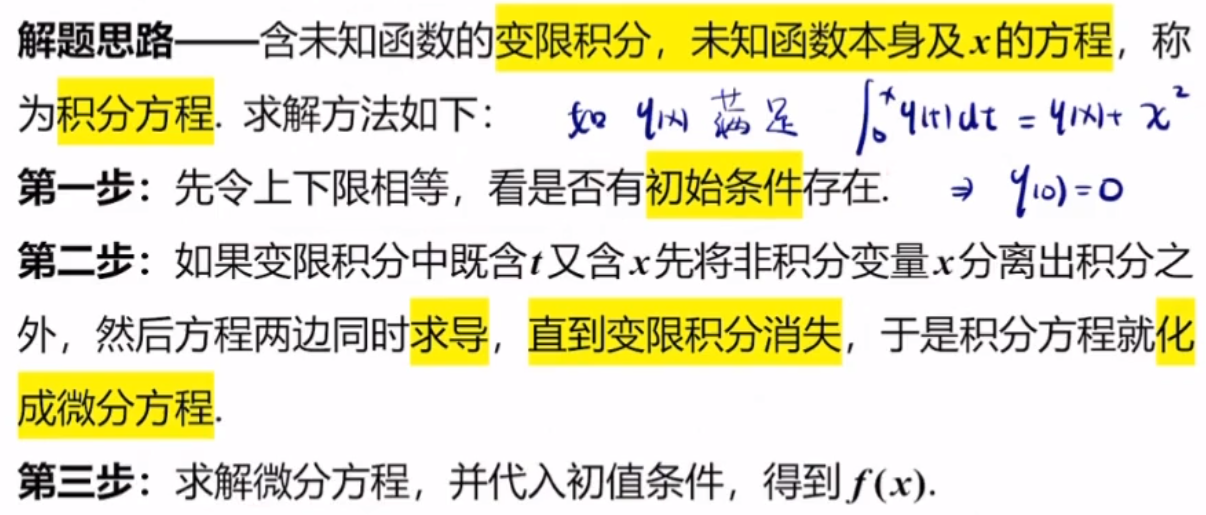 解题思路——含未知函数的变限积分，未知函数本身及x的方程，称
为积分方程. 求解方法如下： 如 y(x) 满足 ∫₀ˣ y(t)dt = y(x)+ x²
第一步：先令上下限相等，看是否有初始条件存在. ⇒ y(0)=0
第二步：如果变限积分中既含t又含x先将非积分变量x分离出积分之
外，然后方程两边同时求导，直到变限积分消失，于是积分方程就化
成微分方程.
第三步：求解微分方程，并代入初值条件，得到 f(x).